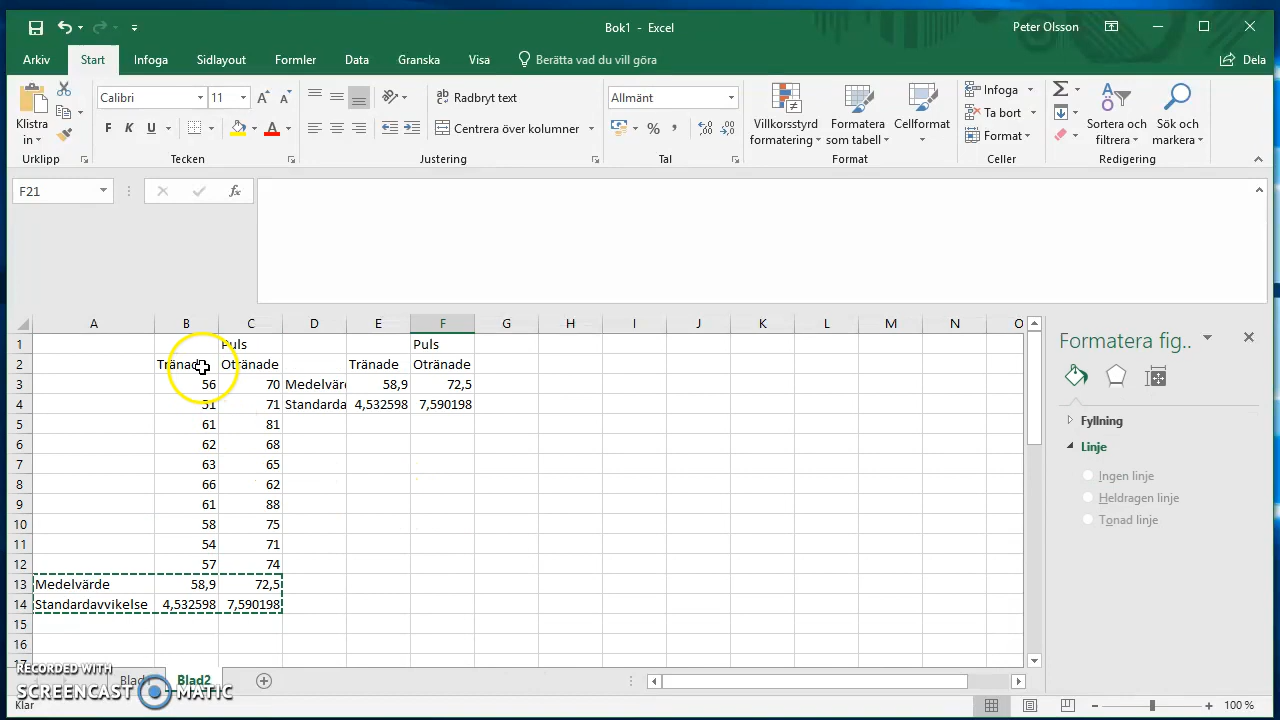 Bok1 - Excel
Peter Olsson
Arkiv Start Infoga Sidlayout Formler Data Granska Visa Berätta vad du vill göra Dela
Klistra in
Urklipp
Calibri 11
F K U
Tecken
Radbryt text
Centrera över kolumner
Justering
Allmänt
%
Tal
Villkorsstyrd formatering
Formatera som tabell
Cellformat
Format
Infoga
Ta bort
Format
Celler
Sortera och filtrera
Sök och markera
Redigering
F21 fx
A B C D E F G H I J K L M N O
1 Puls Puls
2 Tränade Otränade Tränade Otränade
3 56 70 Medelvärd 58,9 72,5
4 51 71 Standarda 4,532598 7,590198
5 61 81
6 62 68
7 63 65
8 66 62
9 61 88
10 58 75
11 54 71
12 57 74
13 Medelvärde 58,9 72,5
14 Standardavvikelse 4,532598 7,590198
15
16
17
Formatera fig...
Fyllning
Linje
Ingen linje
Heldragen linje
Tonad linje
Blad2
RECORDED WITH
SCREENCAST MATIC
Klar
100 %